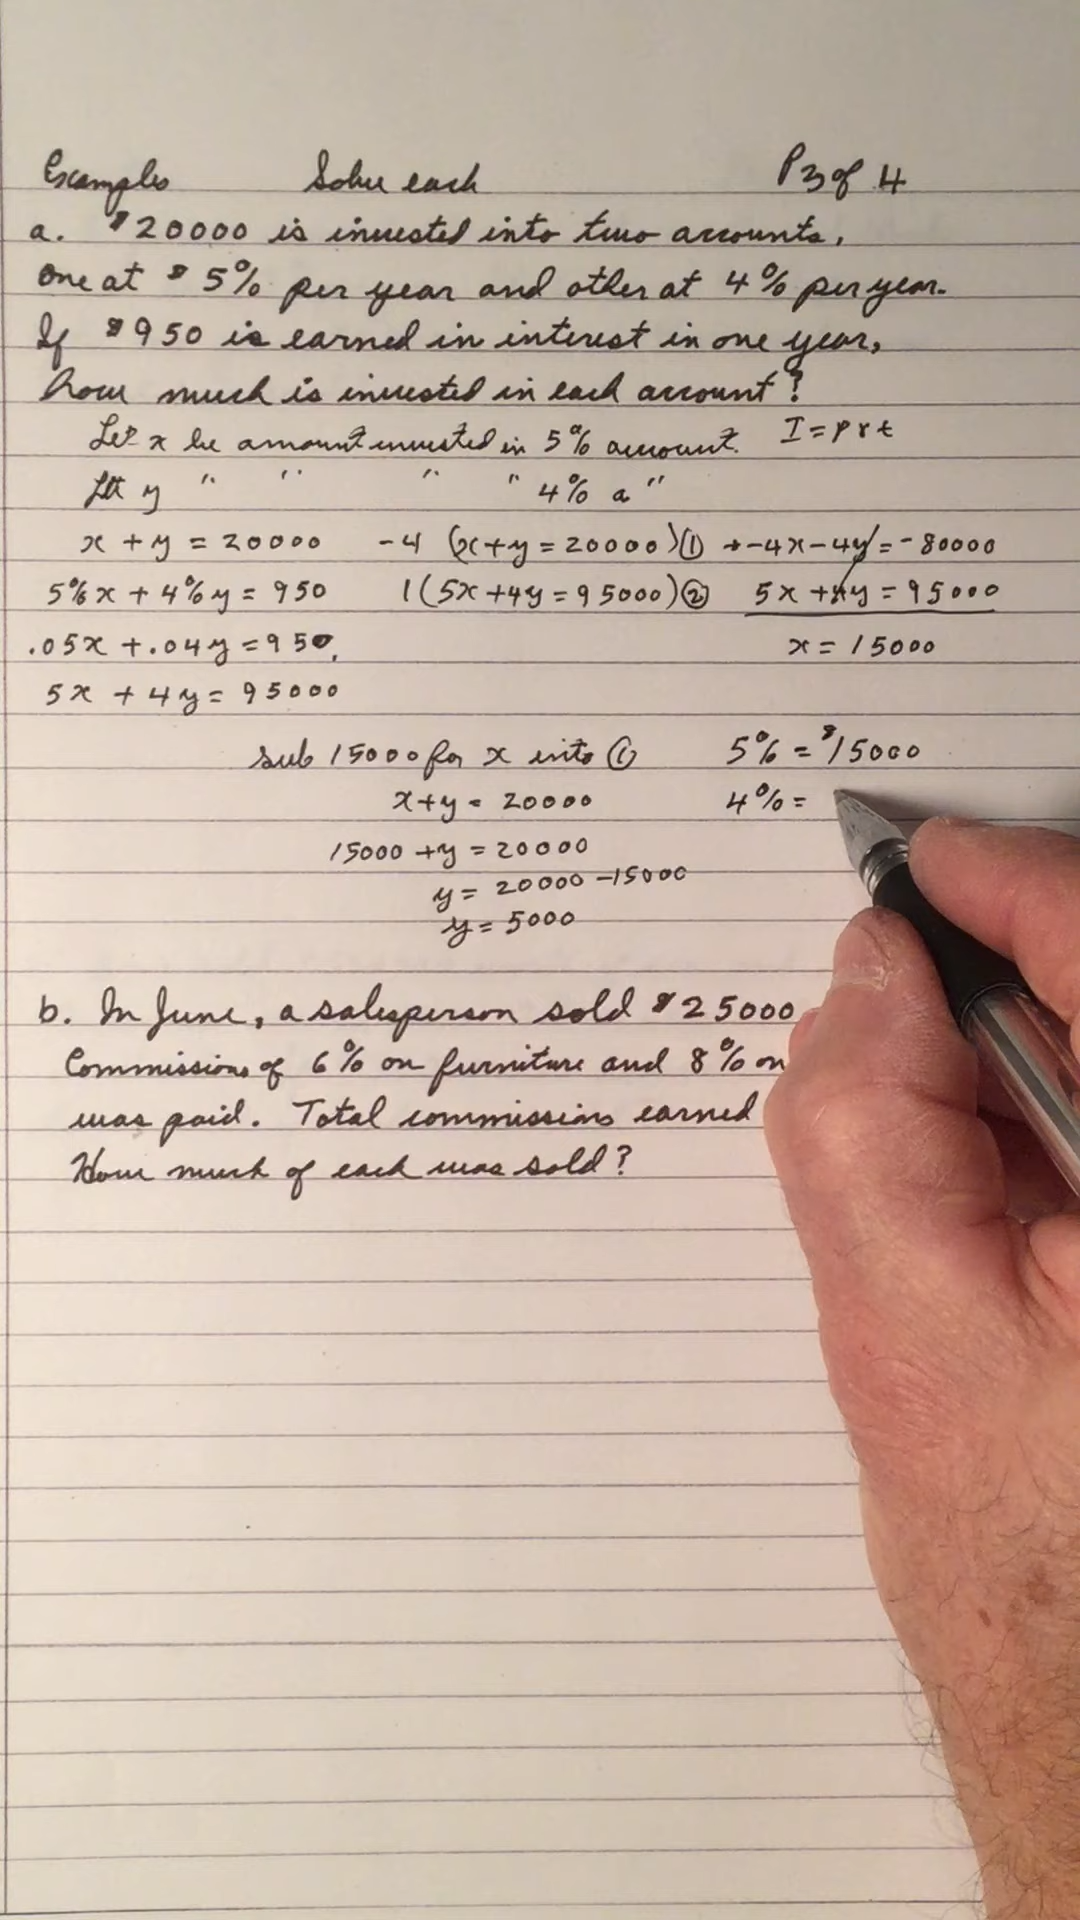 Examples Solve each P3 of 4
a. $20000 is invested into two accounts,
One at $ 5% per year and other at 4% per year.
If $950 is earned in interest in one year,
how much is invested in each account?
Let x be amount invested in 5% account. I = prt
Let y " " " " 4% a "
x + y = 20000 -4 (x+y = 20000) ① → -4x-4y = -80000
5%x + 4%y = 950 1(5x+4y = 95000) ② 5x +4y = 95000
.05x + .04y = 950. x = 15000
5x + 4y = 95000
sub 15000 for x into ① 5% = $15000
x+y = 20000 4% =
15000 +y = 20000
y = 20000 -15000
y = 5000
b. In June, a salesperson sold $25000
Commissions of 6% on furniture and 8% on
was paid. Total commissions earned
How much of each was sold?